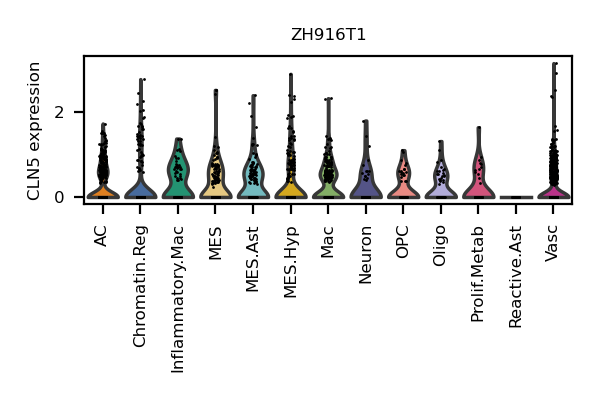 ZH916T1
CLN5 expression
2
0
AC
Chromatin.Reg
Inflammatory.Mac
MES
MES.Ast
MES.Hyp
Mac
Neuron
OPC
Oligo
Prolif.Metab
Reactive.Ast
Vasc